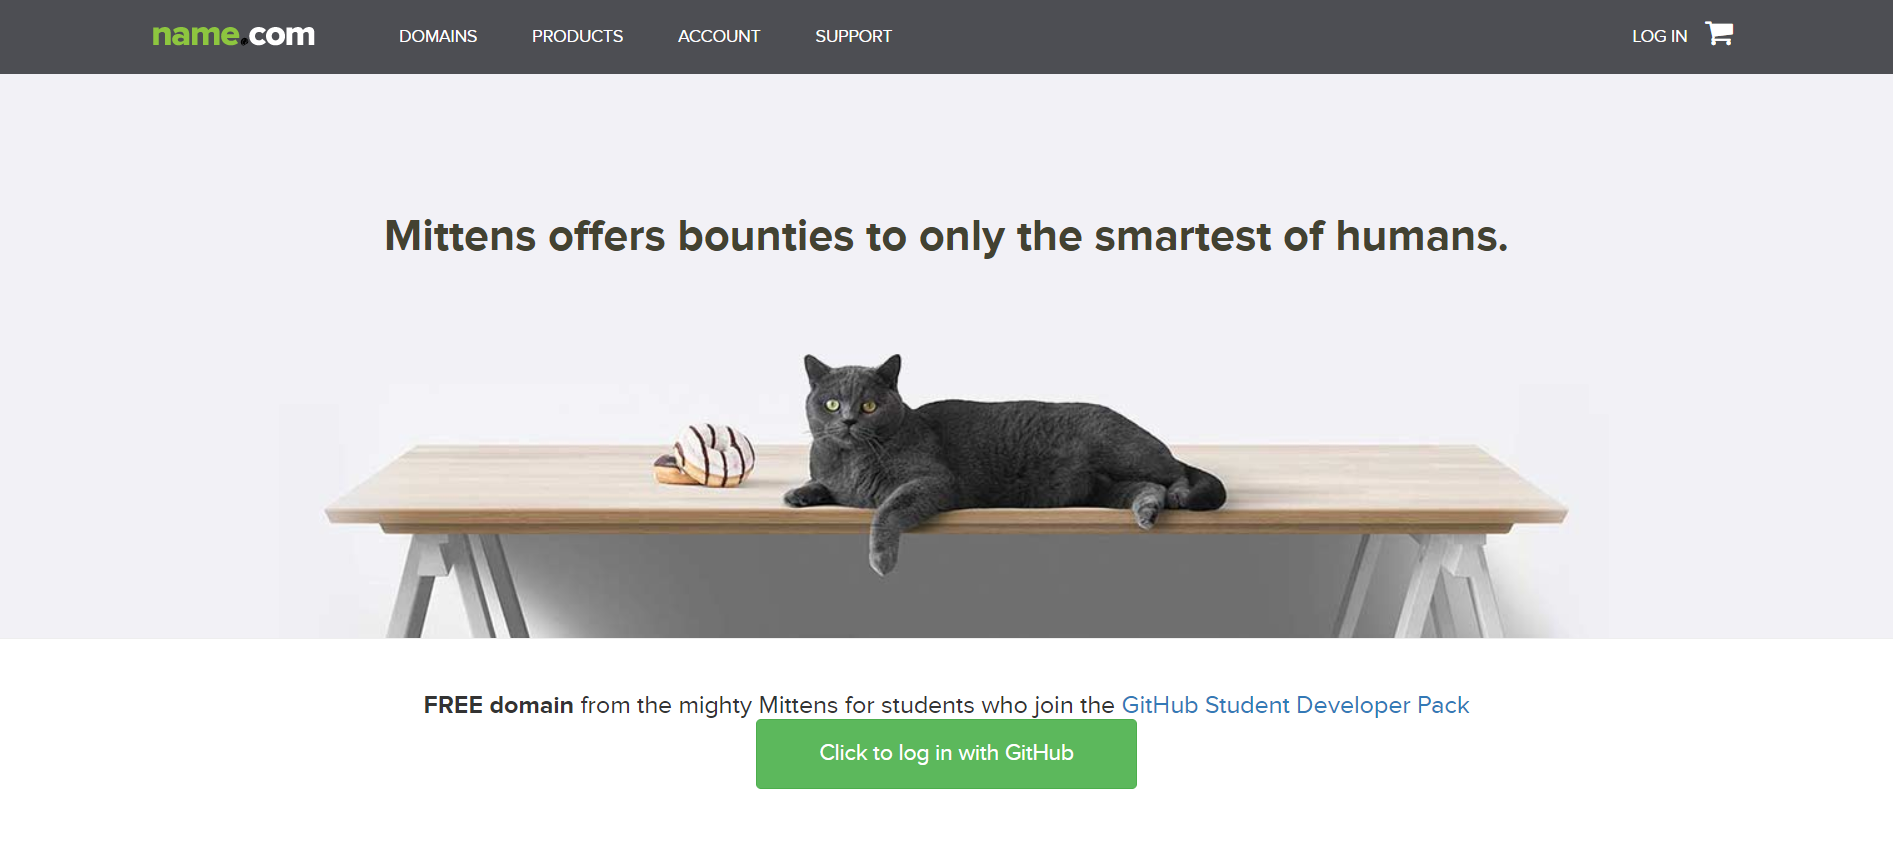 name.com
DOMAINS
PRODUCTS
ACCOUNT
SUPPORT
LOG IN
Mittens offers bounties to only the smartest of humans.
FREE domain from the mighty Mittens for students who join the GitHub Student Developer Pack
Click to log in with GitHub